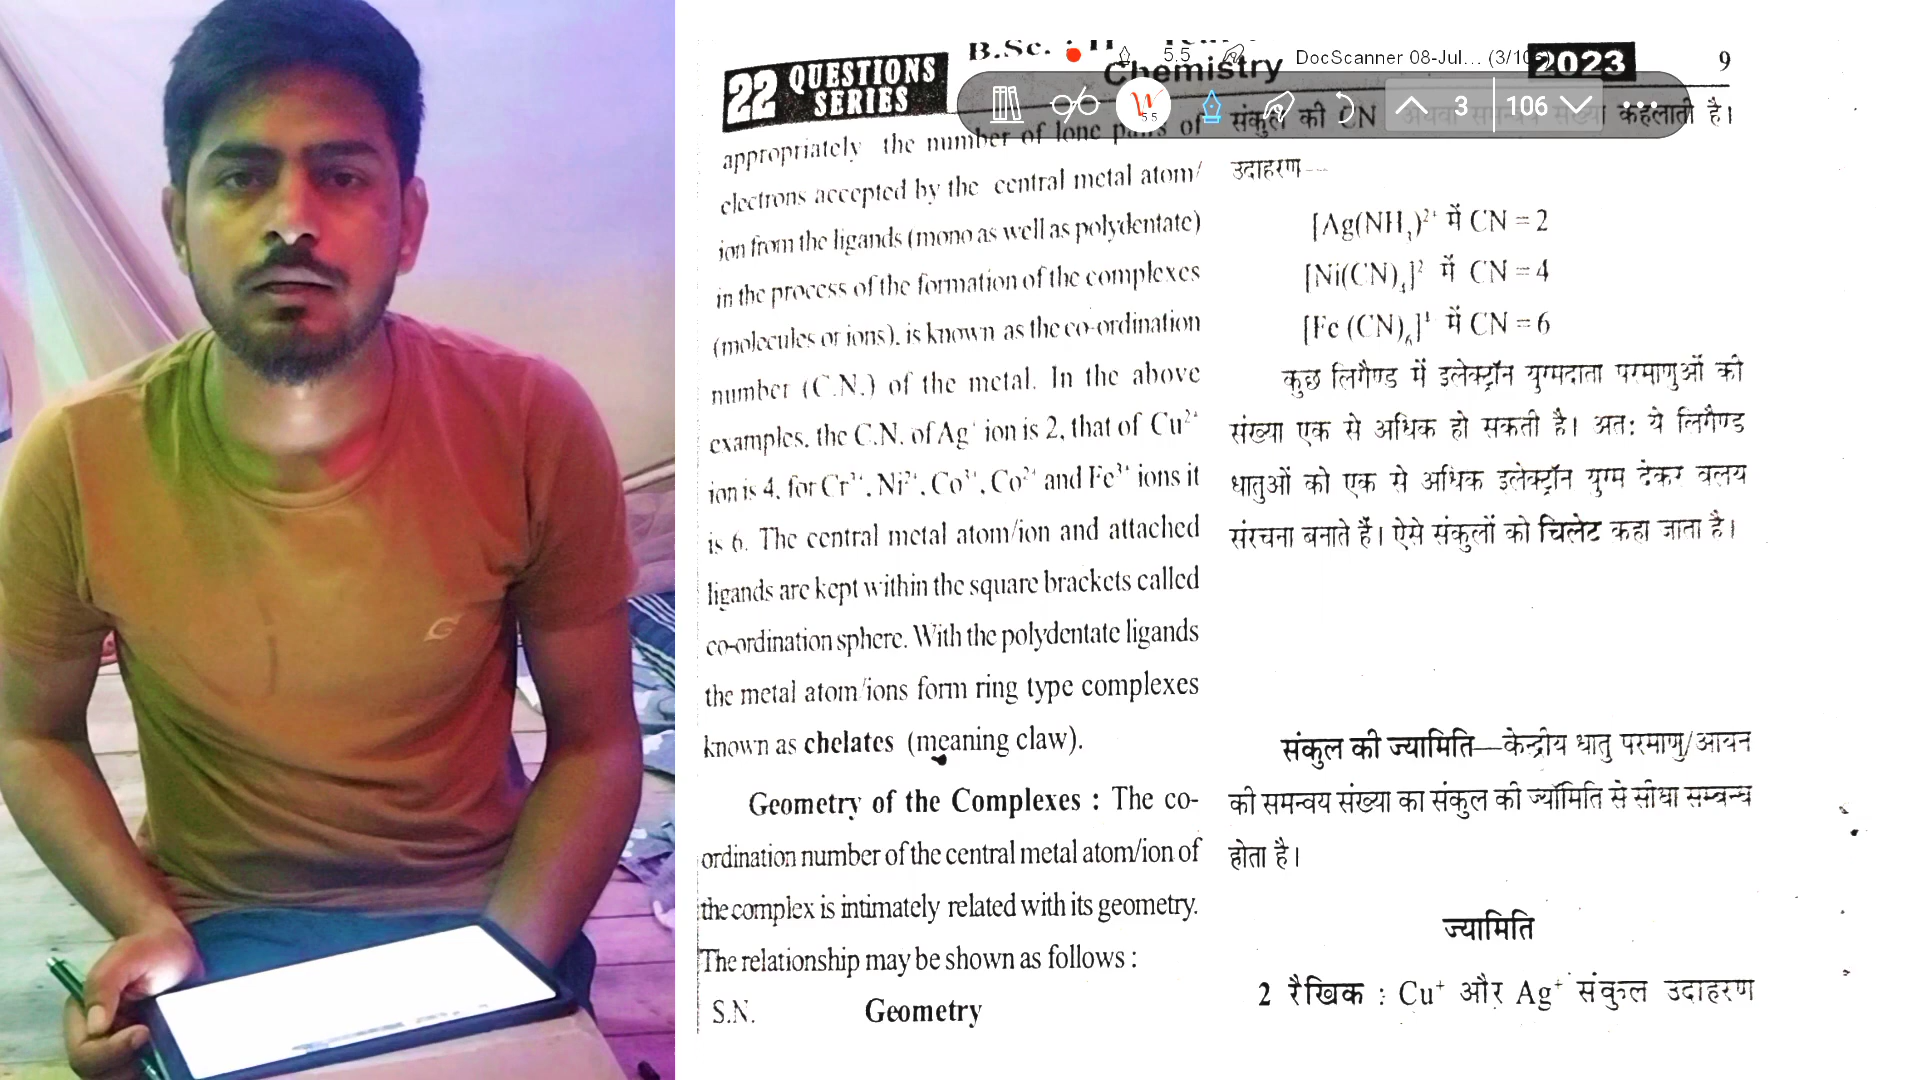 22 QUESTIONS SERIES
B.Sc. : II
Chemistry
5.5
DocScanner 08-Jul... (3/10
2023
9
5.5
3
106
appropriately the number of lone pairs of
electrons accepted by the central metal atom/
ion from the ligands (mono as well as polydentate)
in the process of the formation of the complexes
(molecules or ions), is known as the co-ordination
number (C.N.) of the metal. In the above
examples, the C.N. of Ag⁺ ion is 2, that of Cu²⁺
ion is 4, for Cr³⁺, Ni²⁺, Co³⁺, Co²⁺ and Fe³⁺ ions it
is 6. The central metal atom/ion and attached
ligands are kept within the square brackets called
co-ordination sphere. With the polydentate ligands
the metal atom/ions form ring type complexes
known as chelates (meaning claw).
Geometry of the Complexes : The co-
ordination number of the central metal atom/ion of
the complex is intimately related with its geometry.
The relationship may be shown as follows :
S.N. Geometry
संकुल की CN अथवा समन्वय संख्या कहलाती है।
उदाहरण--
[Ag(NH₃)²⁺ में CN = 2
[Ni(CN)₄]² में CN = 4
[Fe (CN)₆]⁴ में CN = 6
कुछ लिगैण्ड में इलेक्ट्रॉन युग्मदाता परमाणुओं की
संख्या एक से अधिक हो सकती है। अतः ये लिगैण्ड
धातुओं को एक से अधिक इलेक्ट्रॉन युग्म देकर वलय
संरचना बनाते हैं। ऐसे संकुलों को चिलेट कहा जाता है।
संकुल की ज्यामिति—केन्द्रीय धातु परमाणु/आयन
की समन्वय संख्या का संकुल की ज्यॉमिति से सीधा सम्बन्ध
होता है।
ज्यामिति
2 रैखिक : Cu⁺ और Ag⁺ संकुल उदाहरण